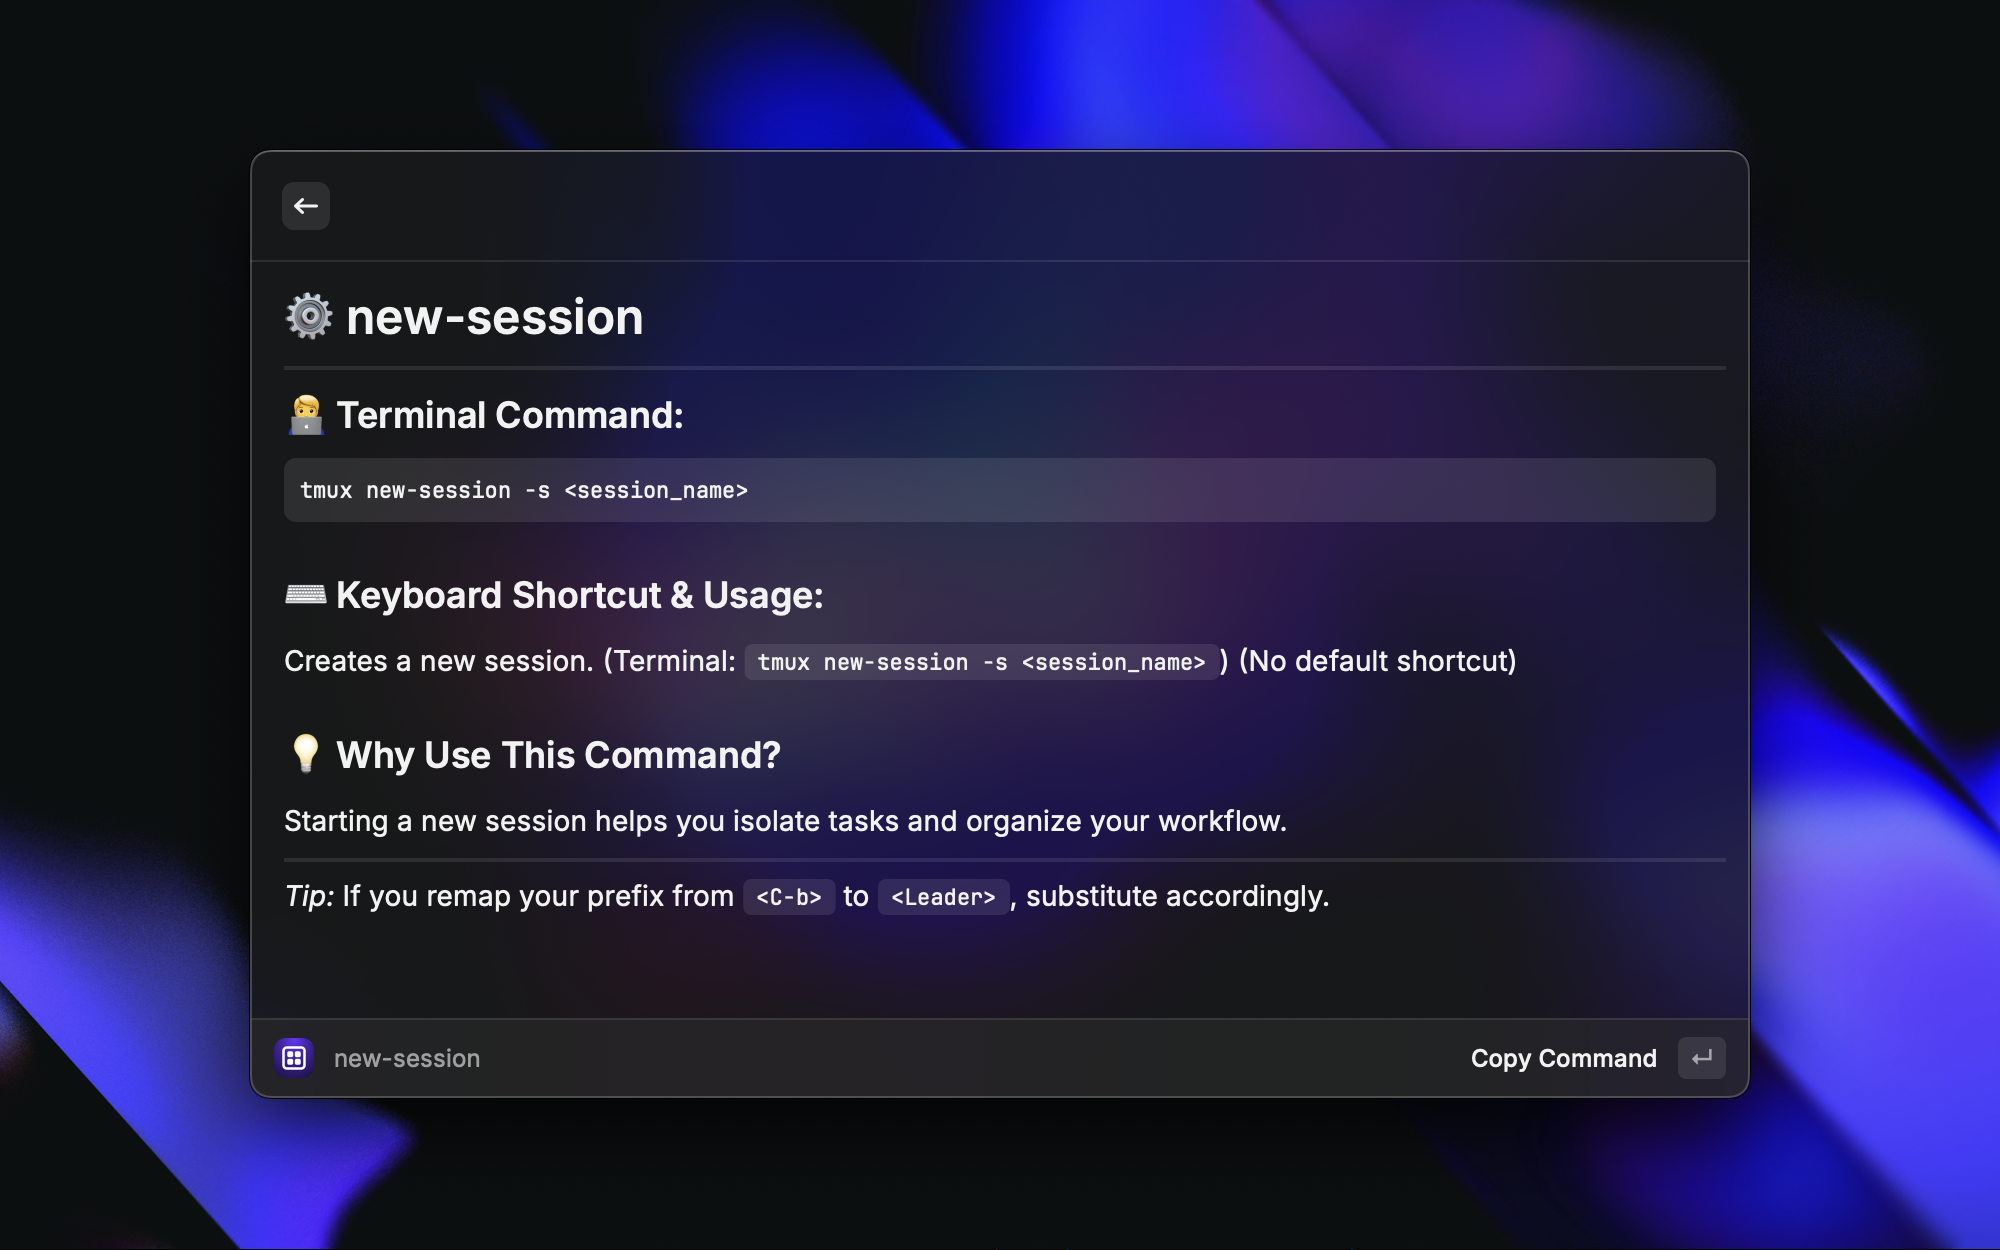 new-session
Terminal Command:
tmux new-session -s <session_name>
Keyboard Shortcut & Usage:
Creates a new session. (Terminal: tmux new-session -s <session_name>) (No default shortcut)
Why Use This Command?
Starting a new session helps you isolate tasks and organize your workflow.
Tip: If you remap your prefix from <C-b> to <Leader>, substitute accordingly.
new-session
Copy Command